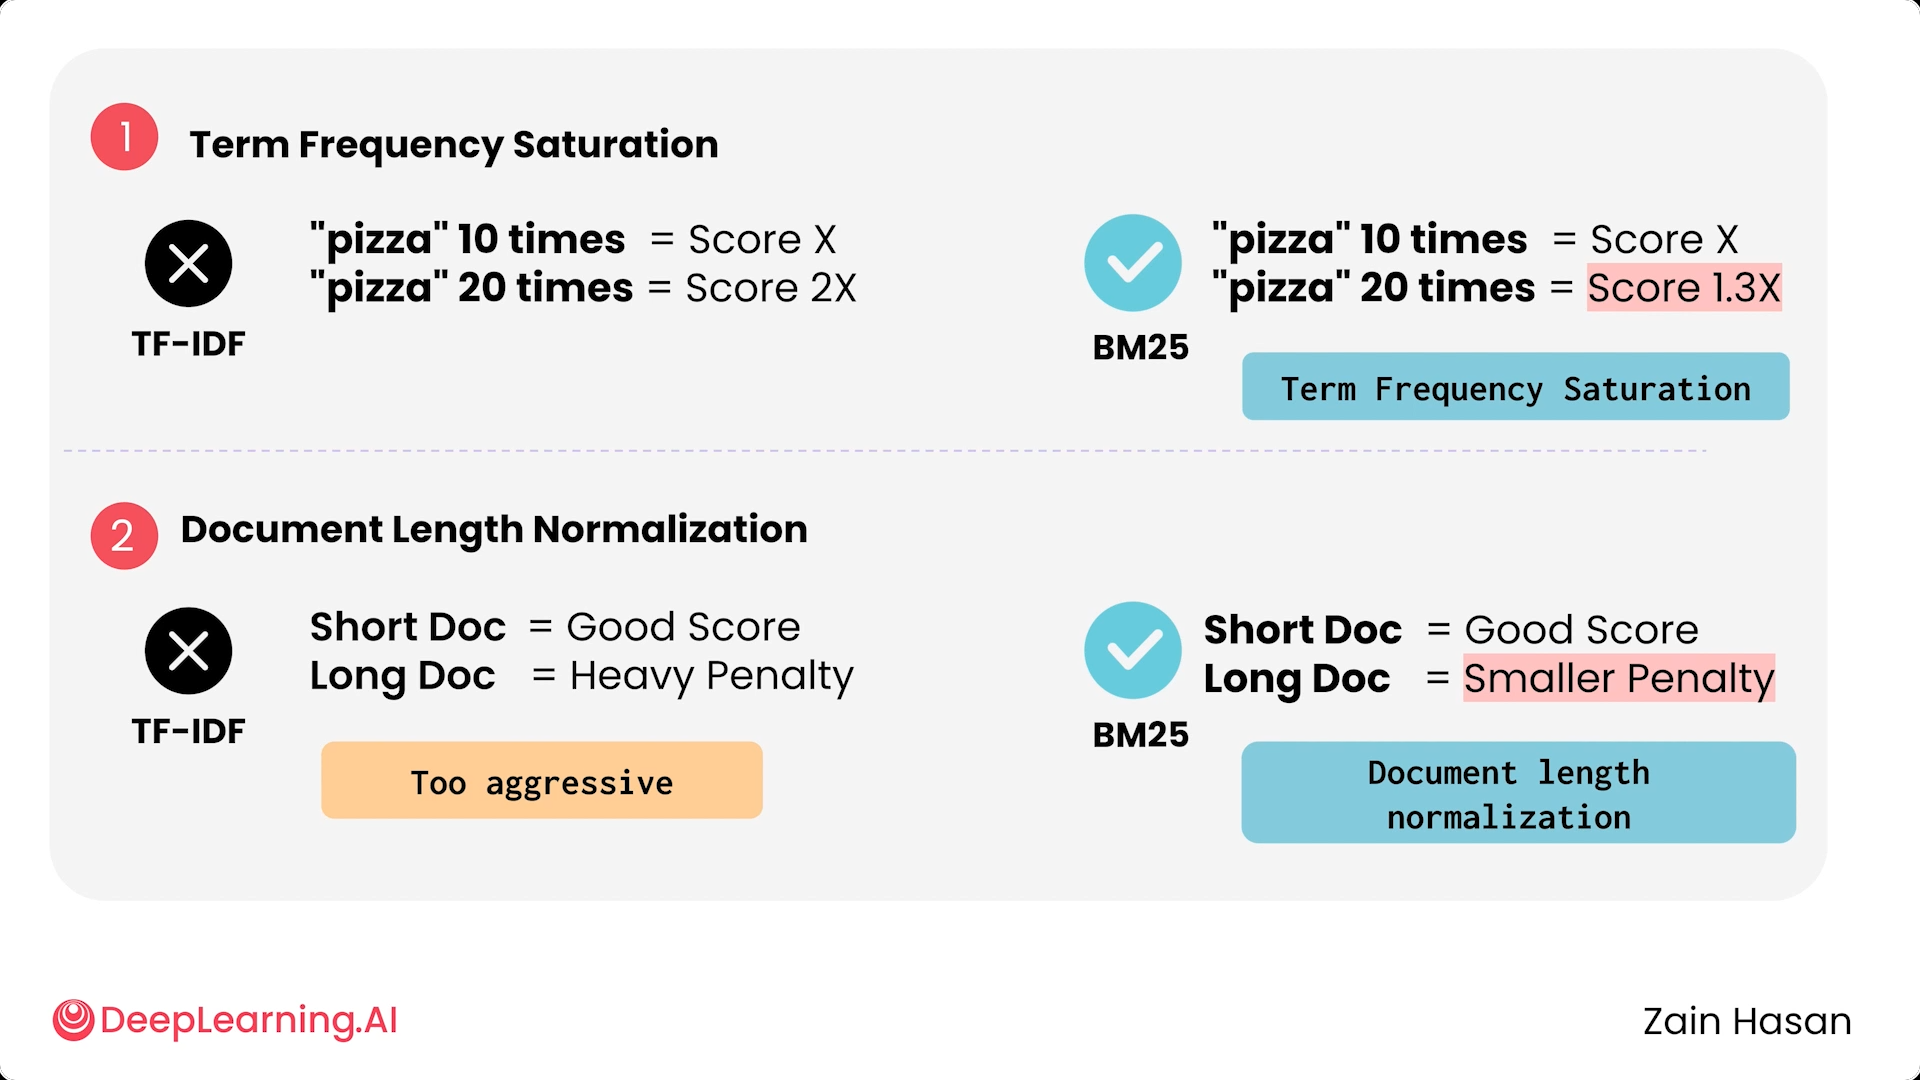 1 Term Frequency Saturation
"pizza" 10 times = Score X
"pizza" 20 times = Score 2X
TF-IDF
"pizza" 10 times = Score X
"pizza" 20 times = Score 1.3X
BM25
Term Frequency Saturation
2 Document Length Normalization
Short Doc = Good Score
Long Doc = Heavy Penalty
TF-IDF
Too aggressive
Short Doc = Good Score
Long Doc = Smaller Penalty
BM25
Document length
normalization
DeepLearning.AI
Zain Hasan